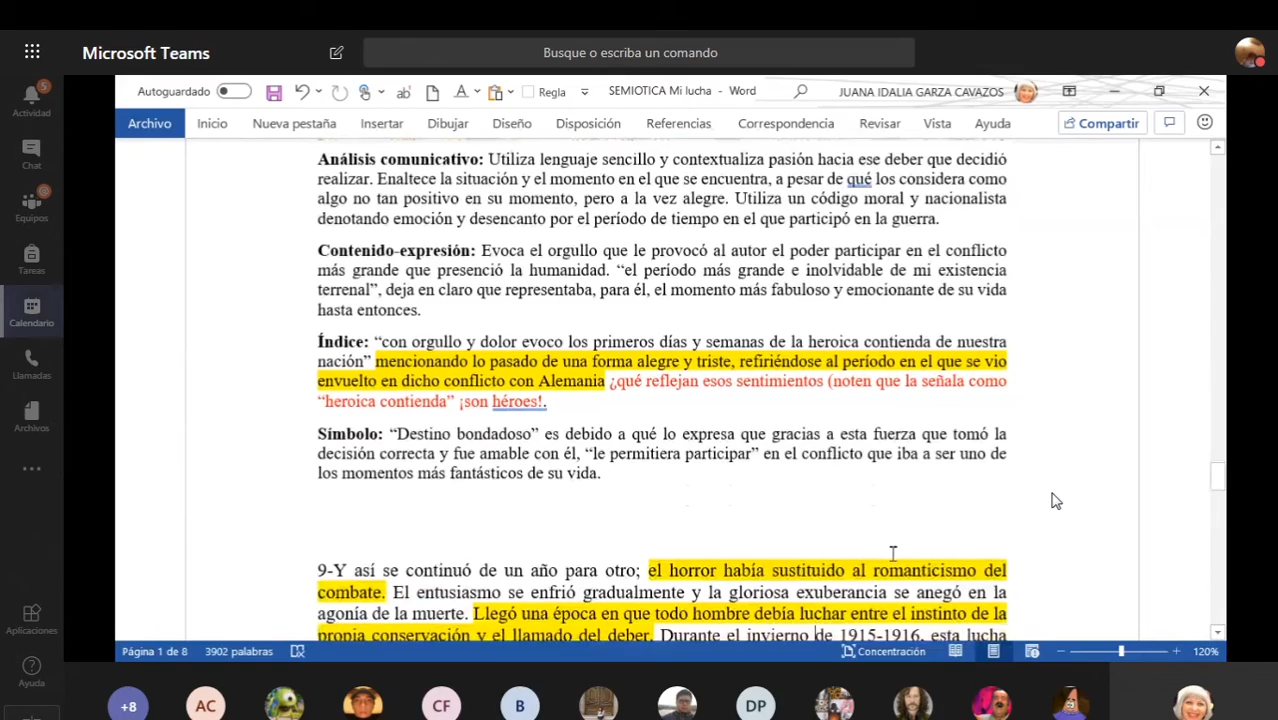 Microsoft Teams
Busque o escriba un comando
Autoguardado
Regla
SEMIOTICA Mi lucha - Word
JUANA IDALIA GARZA CAVAZOS
Archivo Inicio Nueva pestaña Insertar Dibujar Diseño Disposición Referencias Correspondencia Revisar Vista Ayuda Compartir
5
Actividad
Chat
Equipos
Tareas
Calendario
Llamadas
Archivos
Aplicaciones
Ayuda
Análisis comunicativo: Utiliza lenguaje sencillo y contextualiza pasión hacia ese deber que decidió
realizar. Enaltece la situación y el momento en el que se encuentra, a pesar de qué los considera como
algo no tan positivo en su momento, pero a la vez alegre. Utiliza un código moral y nacionalista
denotando emoción y desencanto por el período de tiempo en el que participó en la guerra.
Contenido-expresión: Evoca el orgullo que le provocó al autor el poder participar en el conflicto
más grande que presenció la humanidad. “el período más grande e inolvidable de mi existencia
terrenal”, deja en claro que representaba, para él, el momento más fabuloso y emocionante de su vida
hasta entonces.
Índice: “con orgullo y dolor evoco los primeros días y semanas de la heroica contienda de nuestra
nación” mencionando lo pasado de una forma alegre y triste, refiriéndose al período en el que se vio
envuelto en dicho conflicto con Alemania ¿qué reflejan esos sentimientos (noten que la señala como
“heroica contienda” ¡son héroes!.
Símbolo: “Destino bondadoso” es debido a qué lo expresa que gracias a esta fuerza que tomó la
decisión correcta y fue amable con él, “le permitiera participar” en el conflicto que iba a ser uno de
los momentos más fantásticos de su vida.
9-Y así se continuó de un año para otro; el horror había sustituido al romanticismo del
combate. El entusiasmo se enfrió gradualmente y la gloriosa exuberancia se anegó en la
agonía de la muerte. Llegó una época en que todo hombre debía luchar entre el instinto de la
propia conservación y el llamado del deber. Durante el invierno de 1915-1916, esta lucha
Página 1 de 8 3902 palabras
Concentración
120%
+8 AC CF B DP